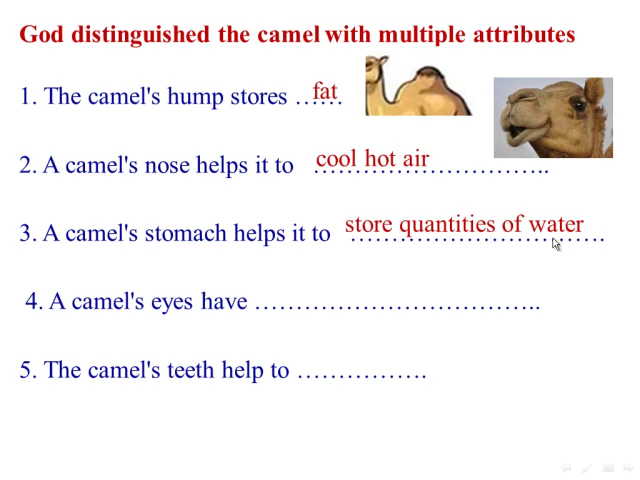 God distinguished the camel with multiple attributes
1. The camel's hump stores fat ......
2. A camel's nose helps it to cool hot air ..............................
3. A camel's stomach helps it to store quantities of water ...............................
4. A camel's eyes have ....................................
5. The camel's teeth help to ................